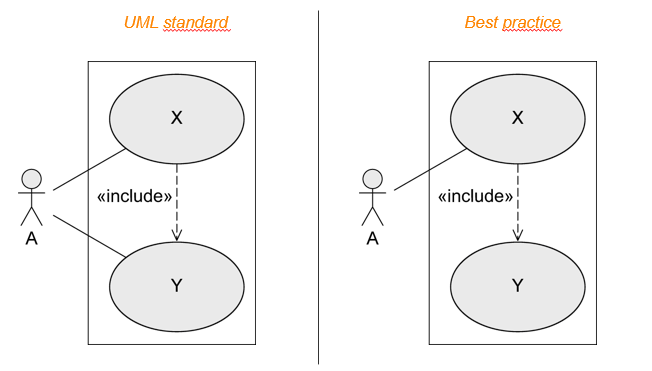 UML standard
X
«include»
A
Y
Best practice
X
«include»
A
Y